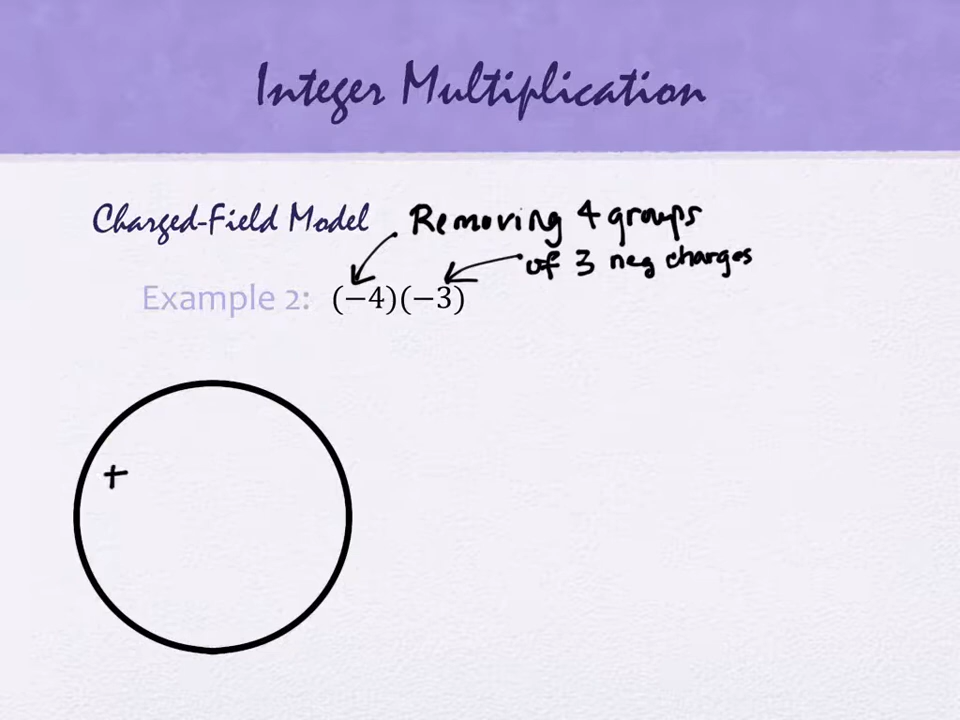 Integer Multiplication
Charged-Field Model Removing 4 groups
of 3 neg charges
Example 2: (−4)(−3)
+